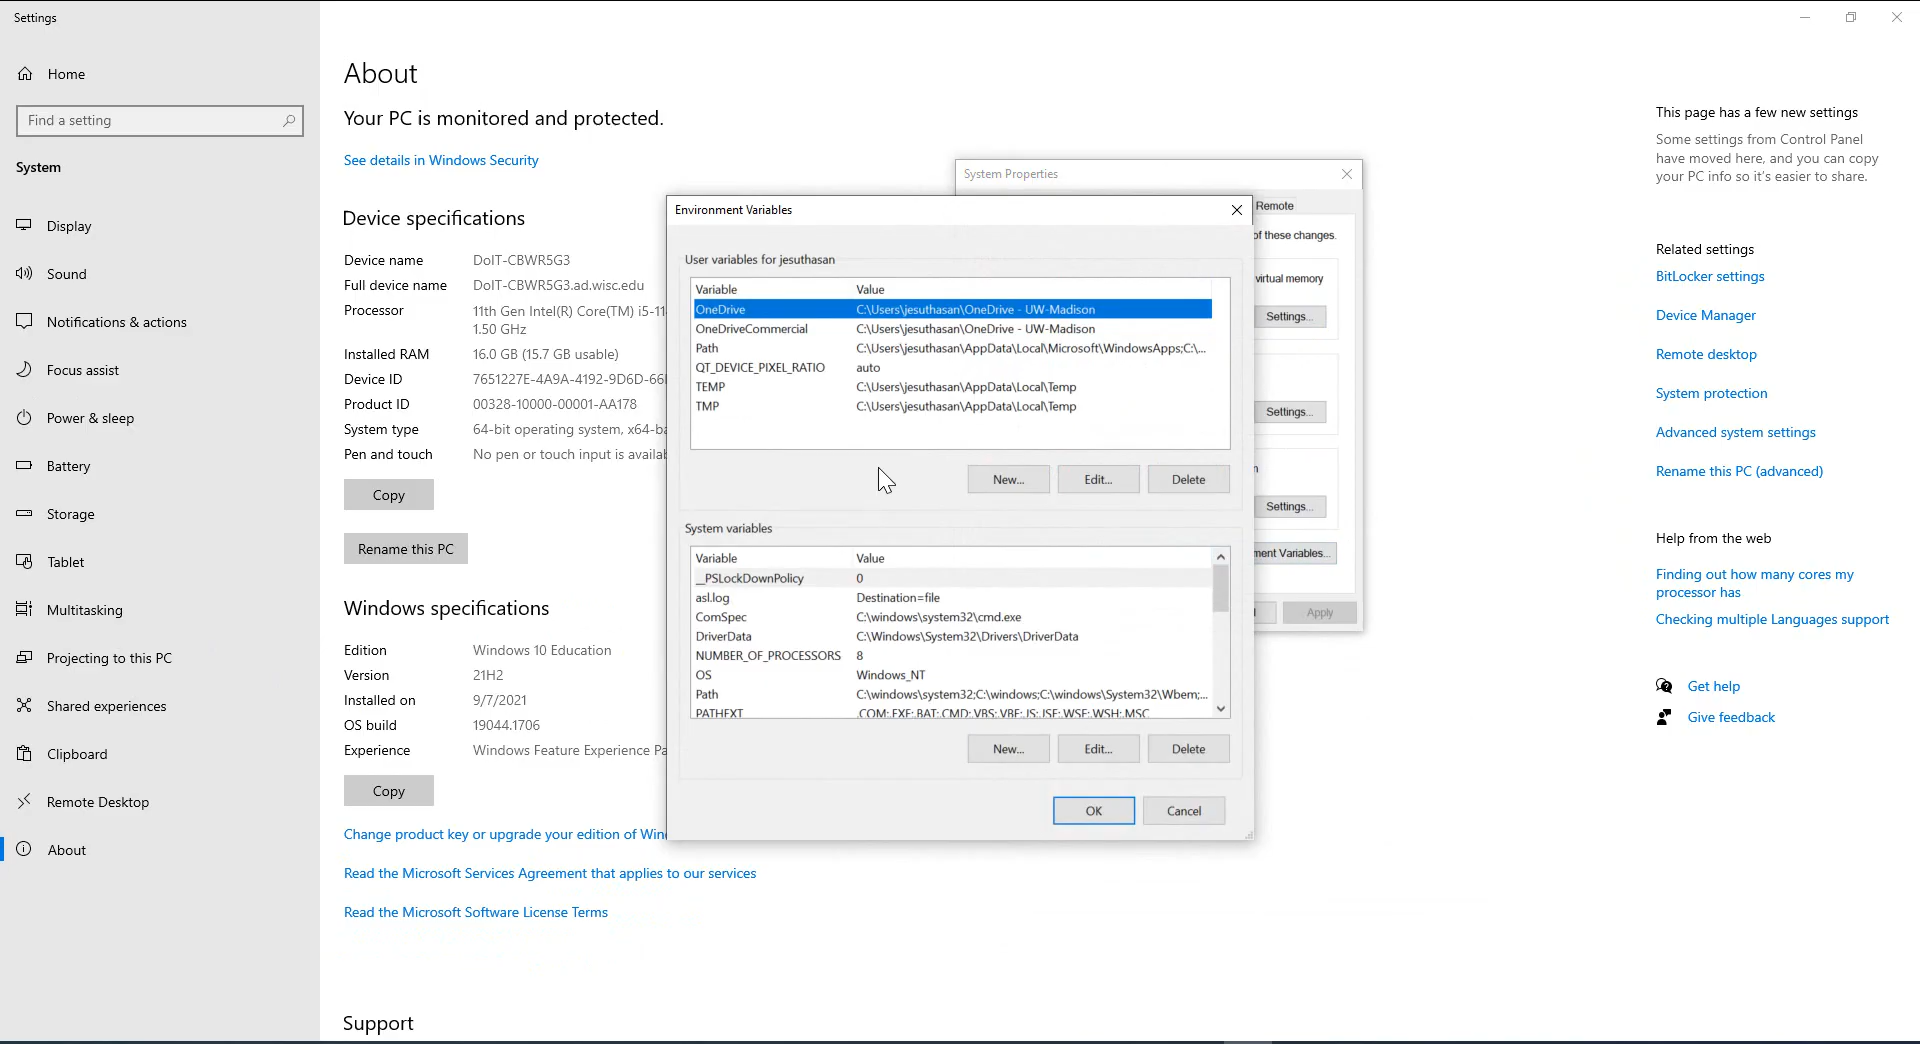 Settings
Home
Find a setting
System
Display
Sound
Notifications & actions
Focus assist
Power & sleep
Battery
Storage
Tablet
Multitasking
Projecting to this PC
Shared experiences
Clipboard
Remote Desktop
About
About
Your PC is monitored and protected.
See details in Windows Security
Device specifications
Device name DoIT-CBWR5G3
Full device name DoIT-CBWR5G3.ad.wisc.edu
Processor 11th Gen Intel(R) Core(TM) i5-11
1.50 GHz
Installed RAM 16.0 GB (15.7 GB usable)
Device ID 7651227E-4A9A-4192-9D6D-66
Product ID 00328-10000-00001-AA178
System type 64-bit operating system, x64-ba
Pen and touch No pen or touch input is availa
Copy
Rename this PC
Windows specifications
Edition Windows 10 Education
Version 21H2
Installed on 9/7/2021
OS build 19044.1706
Experience Windows Feature Experience Pa
Copy
Change product key or upgrade your edition of Win
Read the Microsoft Services Agreement that applies to our services
Read the Microsoft Software License Terms
Support
System Properties
Remote
of these changes.
virtual memory
Settings...
Settings...
n
Settings...
ment Variables...
Apply
Environment Variables
User variables for jesuthasan
Variable Value
OneDrive C:\Users\jesuthasan\OneDrive - UW-Madison
OneDriveCommercial C:\Users\jesuthasan\OneDrive - UW-Madison
Path C:\Users\jesuthasan\AppData\Local\Microsoft\WindowsApps;C:\...
QT_DEVICE_PIXEL_RATIO auto
TEMP C:\Users\jesuthasan\AppData\Local\Temp
TMP C:\Users\jesuthasan\AppData\Local\Temp
New... Edit... Delete
System variables
Variable Value
__PSLockDownPolicy 0
asl.log Destination=file
ComSpec C:\windows\system32\cmd.exe
DriverData C:\Windows\System32\Drivers\DriverData
NUMBER_OF_PROCESSORS 8
OS Windows_NT
Path C:\windows\system32;C:\windows;C:\windows\System32\Wbem;...
PATHEXT .COM;.EXE;.BAT;.CMD;.VBS;.VBE;.JS;.JSE;.WSF;.WSH;.MSC
New... Edit... Delete
OK Cancel
This page has a few new settings
Some settings from Control Panel
have moved here, and you can copy
your PC info so it's easier to share.
Related settings
BitLocker settings
Device Manager
Remote desktop
System protection
Advanced system settings
Rename this PC (advanced)
Help from the web
Finding out how many cores my
processor has
Checking multiple Languages support
Get help
Give feedback